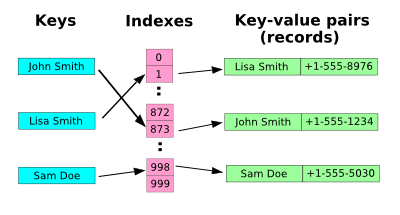 Keys
Indexes
Key-value pairs
(records)
John Smith
Lisa Smith
Sam Doe
0
1
:
872
873
:
998
999
Lisa Smith +1-555-8976
John Smith +1-555-1234
Sam Doe +1-555-5030